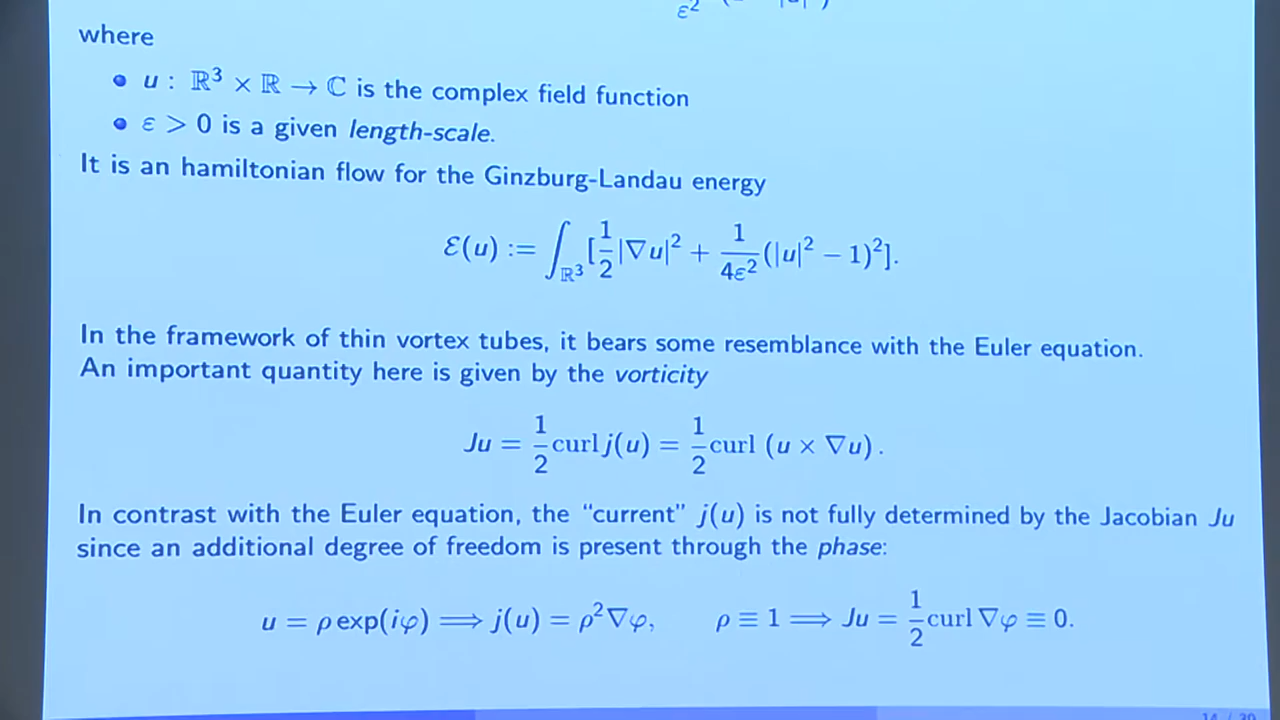 ε²
where
u : ℝ³ × ℝ → ℂ is the complex field function
ε > 0 is a given length-scale.
It is an hamiltonian flow for the Ginzburg-Landau energy
ℰ(u) := ∫_{ℝ³} [1/2 |∇u|² + 1/(4ε²) (|u|² − 1)²].
In the framework of thin vortex tubes, it bears some resemblance with the Euler equation.
An important quantity here is given by the vorticity
Ju = 1/2 curl j(u) = 1/2 curl (u × ∇u).
In contrast with the Euler equation, the “current” j(u) is not fully determined by the Jacobian Ju
since an additional degree of freedom is present through the phase:
u = ρ exp(iφ) ⟹ j(u) = ρ²∇φ, ρ ≡ 1 ⟹ Ju = 1/2 curl ∇φ ≡ 0.